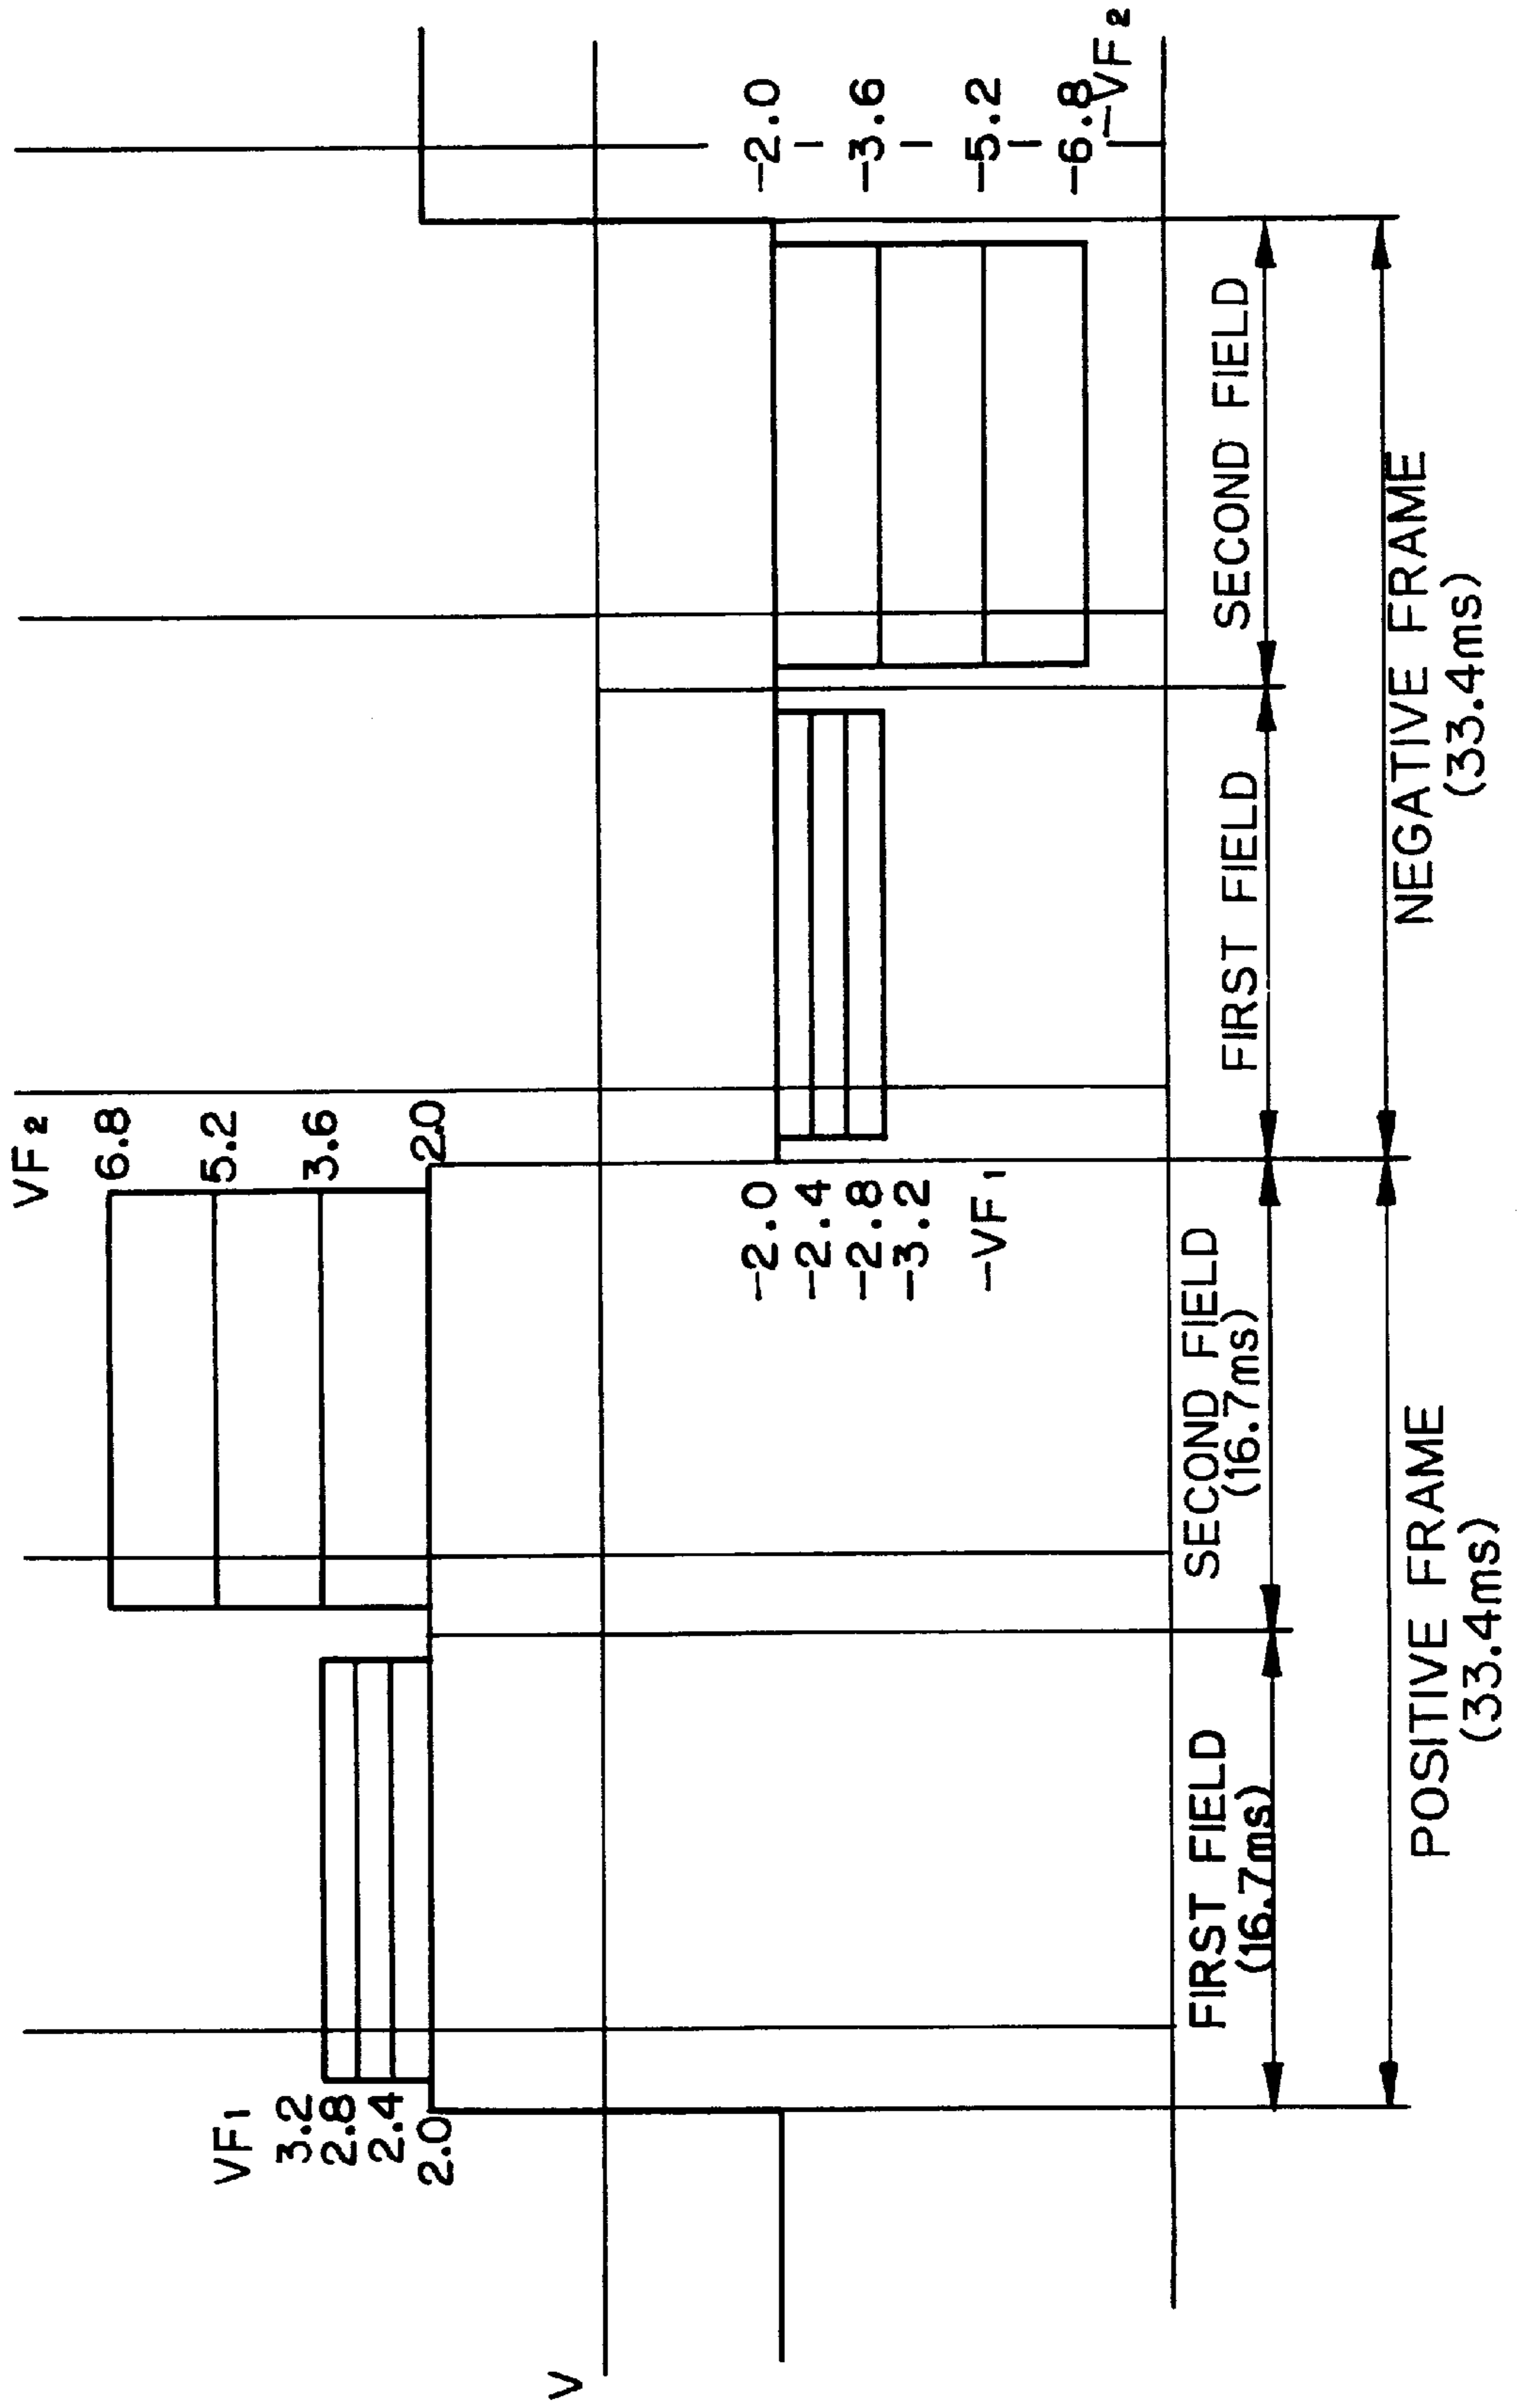 V
VF1
3.2
2.8
2.4
2.0
VF2
6.8
5.2
3.6
2.0
-2.0
-2.4
-2.8
-3.2
-VF1
-2.0
-3.6
-5.2
-6.8
-VF2
FIRST FIELD
(16.7ms)
SECOND FIELD
(16.7ms)
FIRST FIELD
SECOND FIELD
POSITIVE FRAME
(33.4ms)
NEGATIVE FRAME
(33.4ms)